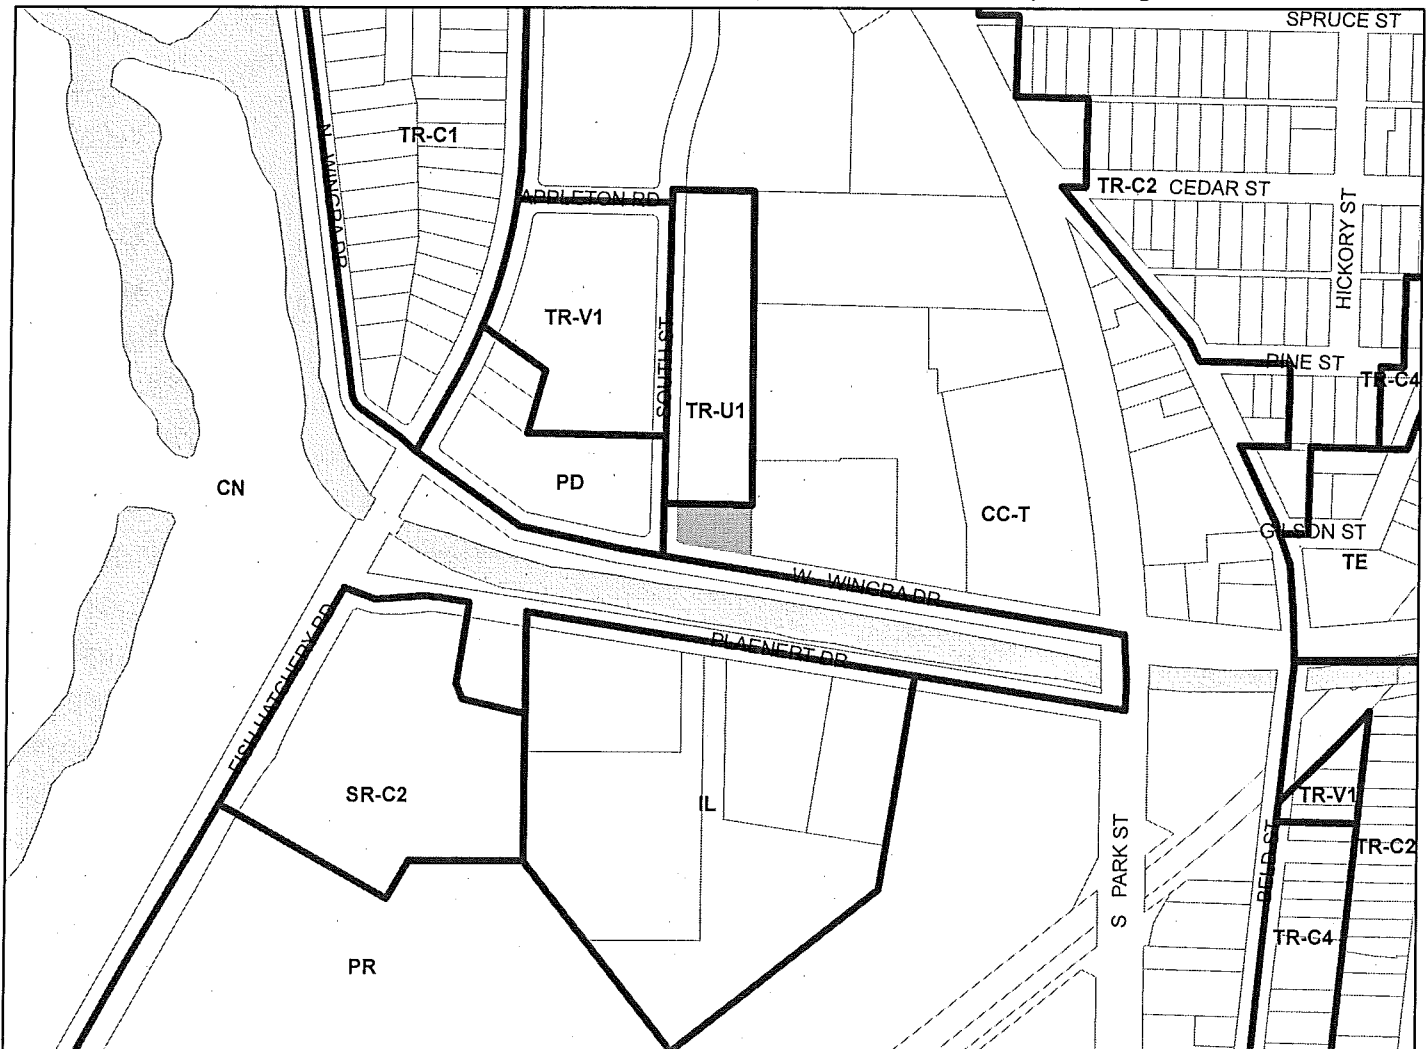 SPRUCE ST
TR-C1
N WINGRA DR
TR-C2
CEDAR ST
APPLETON RD
HICKORY ST
TR-V1
SOUTH ST
PINE ST
TR-C4
TR-U1
CN
PD
CC-T
GILSON ST
TE
W WINGRA DR
PLAENERT DR
FISH HATCHERY RD
SR-C2
IL
TR-V1
S PARK ST
BELD ST
TR-C2
TR-C4
PR